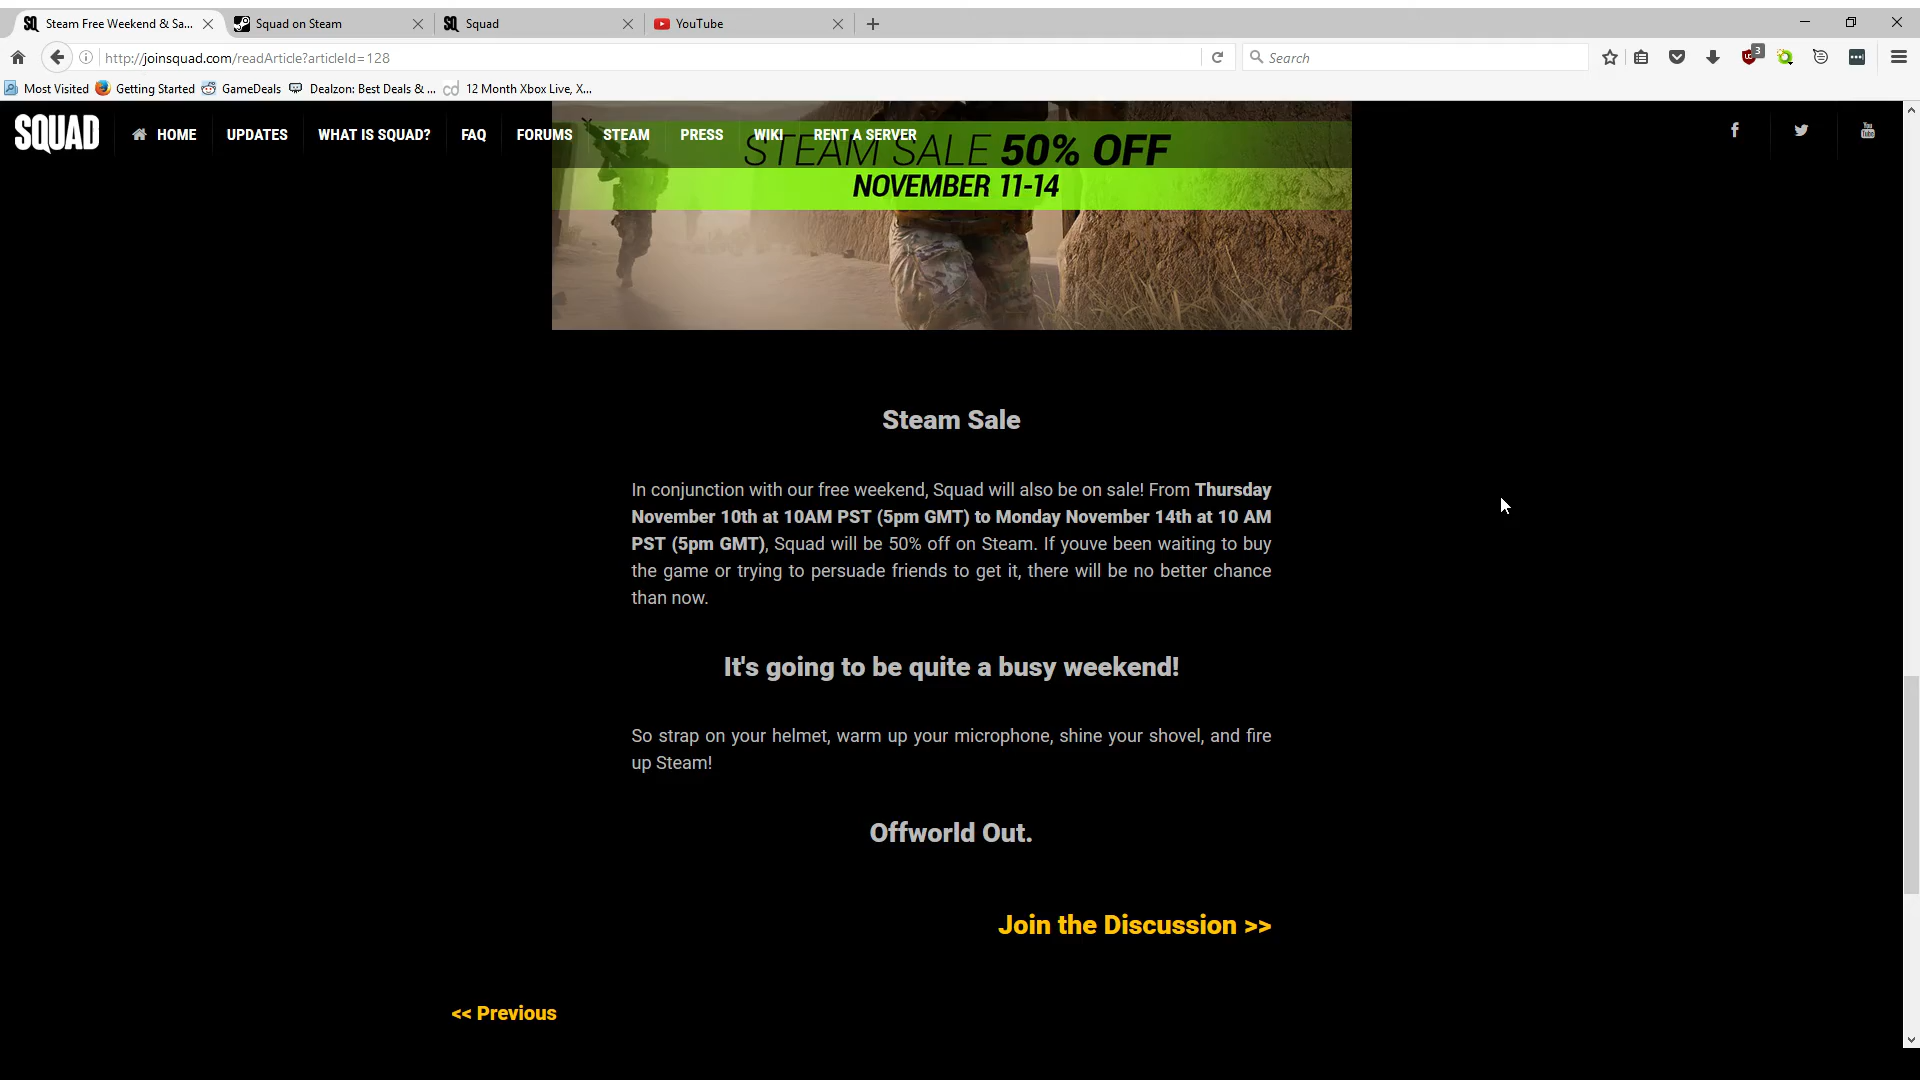 Steam Free Weekend & Sa...
Squad on Steam
Squad
YouTube
http://joinsquad.com/readArticle?articleId=128
Search
3
Most Visited
Getting Started
GameDeals
Dealzon: Best Deals & ...
cd
12 Month Xbox Live, X...
SQUAD
HOME
UPDATES
WHAT IS SQUAD?
FAQ
FORUMS
STEAM
PRESS
WIKI
RENT A SERVER
STEAM SALE 50% OFF
NOVEMBER 11-14
Steam Sale
In conjunction with our free weekend, Squad will also be on sale! From Thursday
November 10th at 10AM PST (5pm GMT) to Monday November 14th at 10 AM
PST (5pm GMT), Squad will be 50% off on Steam. If youve been waiting to buy
the game or trying to persuade friends to get it, there will be no better chance
than now.
It's going to be quite a busy weekend!
So strap on your helmet, warm up your microphone, shine your shovel, and fire
up Steam!
Offworld Out.
Join the Discussion >>
<< Previous